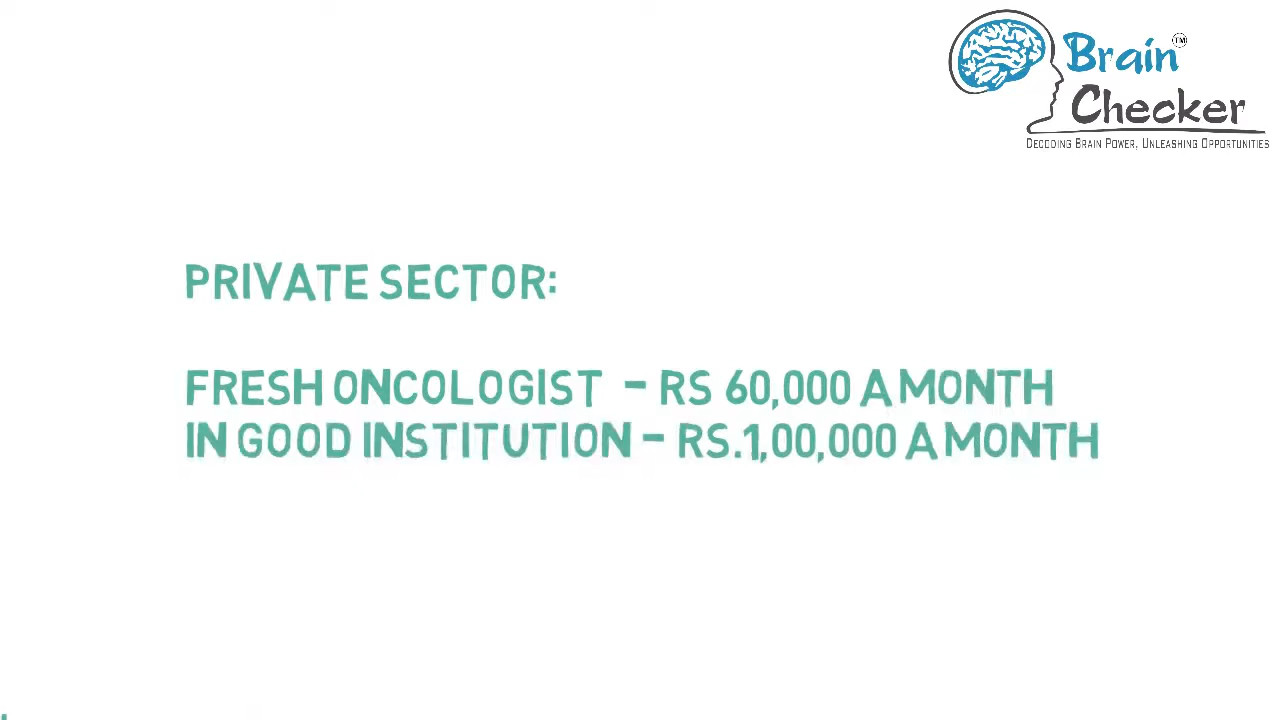 Brain TM
Checker
DECODING BRAIN POWER, UNLEASHING OPPORTUNITIES
PRIVATE SECTOR:
FRESH ONCOLOGIST - RS 60,000 A MONTH
IN GOOD INSTITUTION - RS.1,00,000 A MONTH